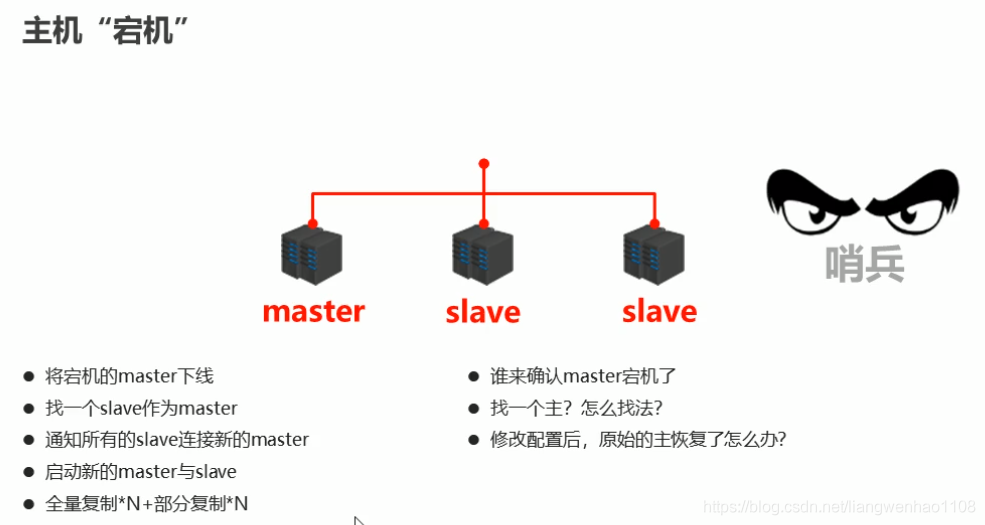 主机“宕机”
哨兵
master
slave
slave
将宕机的master下线
找一个slave作为master
通知所有的slave连接新的master
启动新的master与slave
全量复制*N+部分复制*N
谁来确认master宕机了
找一个主？怎么找法？
修改配置后，原始的主恢复了怎么办？
https://blog.csdn.net/liangwenhao1108